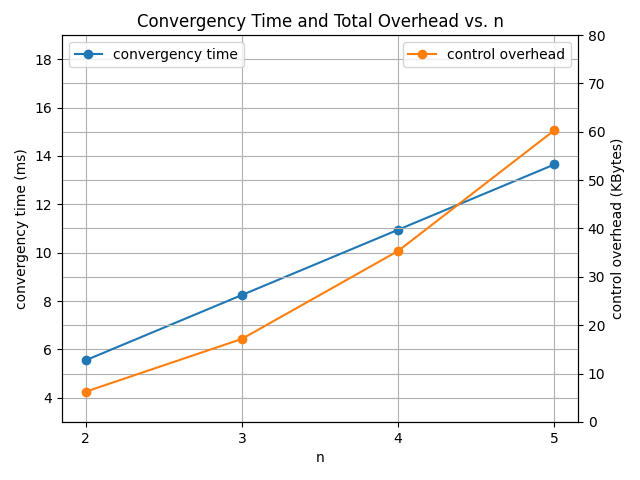 Convergency Time and Total Overhead vs. n
convergency time
control overhead
convergency time (ms)
18
16
14
12
10
8
6
4
80
70
60
50
40
30
20
10
0
control overhead (KBytes)
2 3 4 5
n